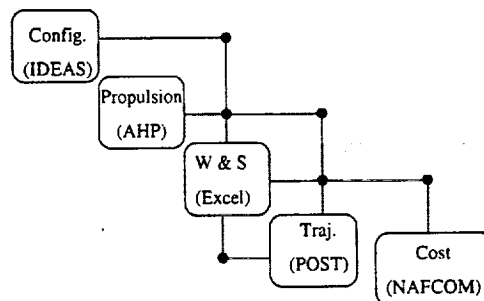 Config.
(IDEAS)
Propulsion
(AHP)
W & S
(Excel)
Traj.
(POST)
Cost
(NAFCOM)